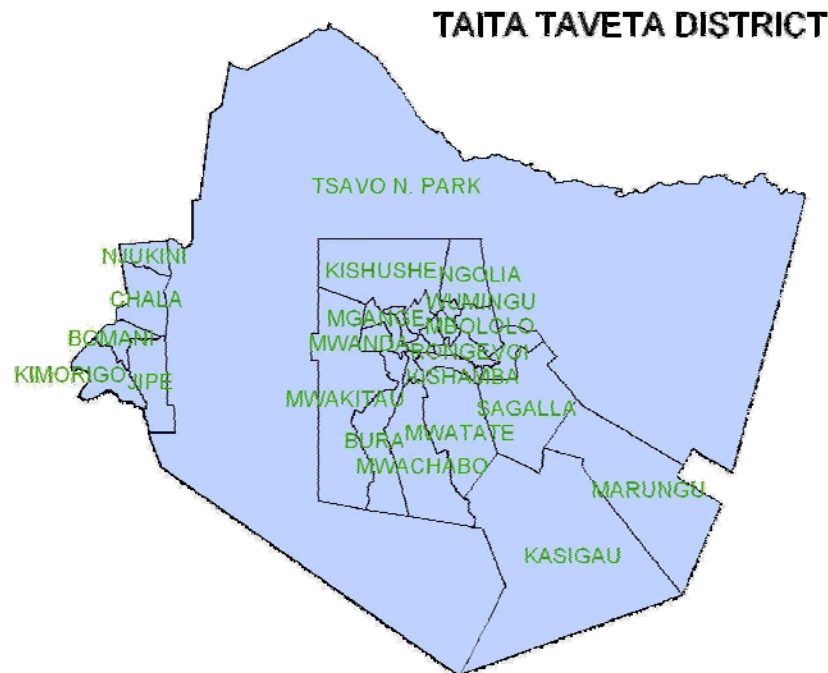 TAITA TAVETA DISTRICT
TSAVO N. PARK
NJUKINI
KISHUSHE
NGOLIA
CHALA
WUMINGU
MGANGE
MBOLOLO
BOMANI
MWANDA
RONGEVOI
KIMORIGO
JIPE
KISHAMBA
MWAKITAU
SAGALLA
BURA
MWATATE
MWACHABO
MARUNGU
KASIGAU